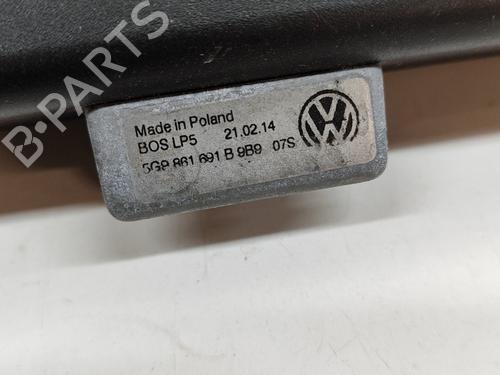 B-PARTS
Made in Poland
BOS LP5 21.02.14
5G9 861 691 B 9B9 07S